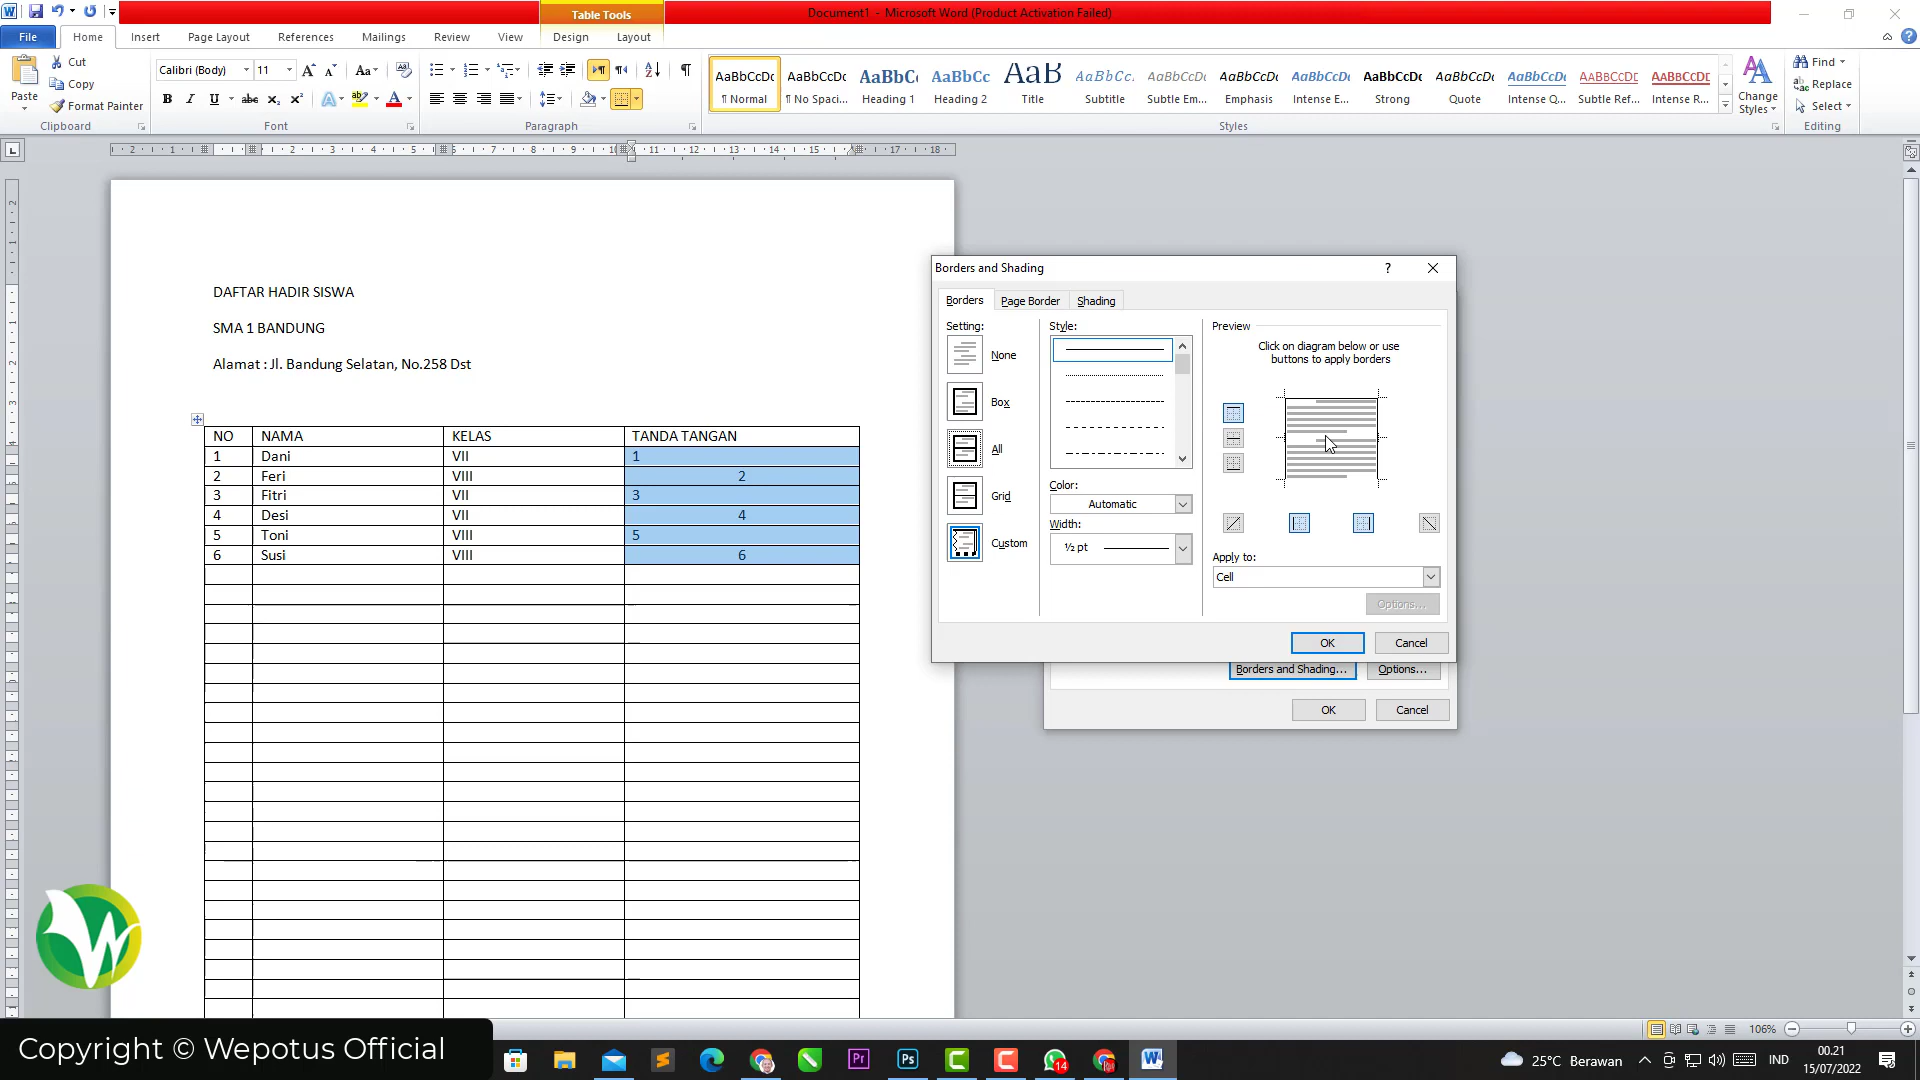 Document1 - Microsoft Word (Product Activation Failed)
Table Tools
File Home Insert Page Layout References Mailings Review View Design Layout
Paste
Cut
Copy
Format Painter
Clipboard
Calibri (Body) 11
Font
Paragraph
AaBbCcDc AaBbCcDc AaBbCc AaBbCc AaB AaBbCc. AaBbCcDc AaBbCcDc AaBbCcDc AaBbCcDc AaBbCcDc AaBbCcDc AaBbCcDc AaBbCcDc
¶ Normal ¶ No Spaci... Heading 1 Heading 2 Title Subtitle Subtle Em... Emphasis Intense E... Strong Quote Intense Q... Subtle Ref... Intense R...
Styles
Change
Styles
Find
Replace
Select
Editing
DAFTAR HADIR SISWA
SMA 1 BANDUNG
Alamat : Jl. Bandung Selatan, No.258 Dst
NO NAMA KELAS TANDA TANGAN
1 Dani VII 1
2 Feri VIII 2
3 Fitri VII 3
4 Desi VII 4
5 Toni VIII 5
6 Susi VIII 6
Borders and Shading
Borders Page Border Shading
Setting:
None
Box
All
Grid
Custom
Style:
Color:
Automatic
Width:
½ pt
Preview
Click on diagram below or use
buttons to apply borders
Apply to:
Cell
Options...
OK Cancel
Borders and Shading... Options...
OK Cancel
106%
Copyright © Wepotus Official
14
25°C Berawan
IND
00.21
15/07/2022